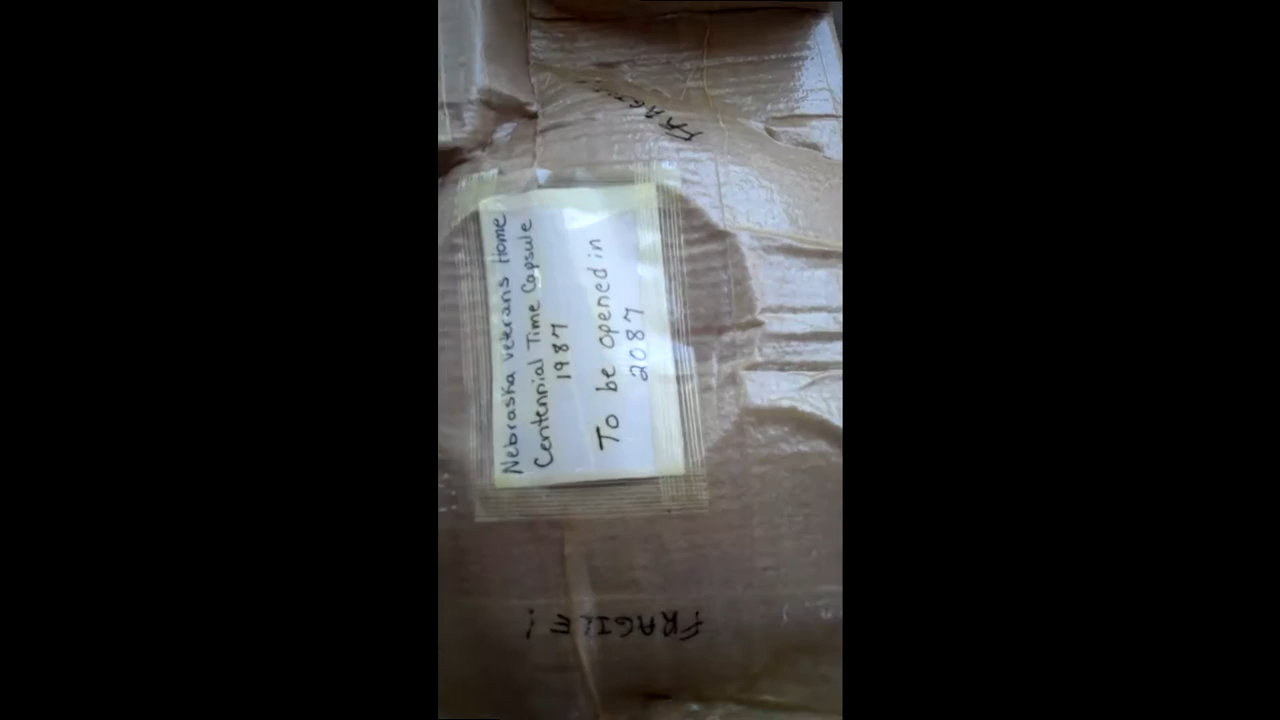 Nebraska Veterans Home
Centennial Time Capsule
1987
To be opened in
2087
FRAGILE!